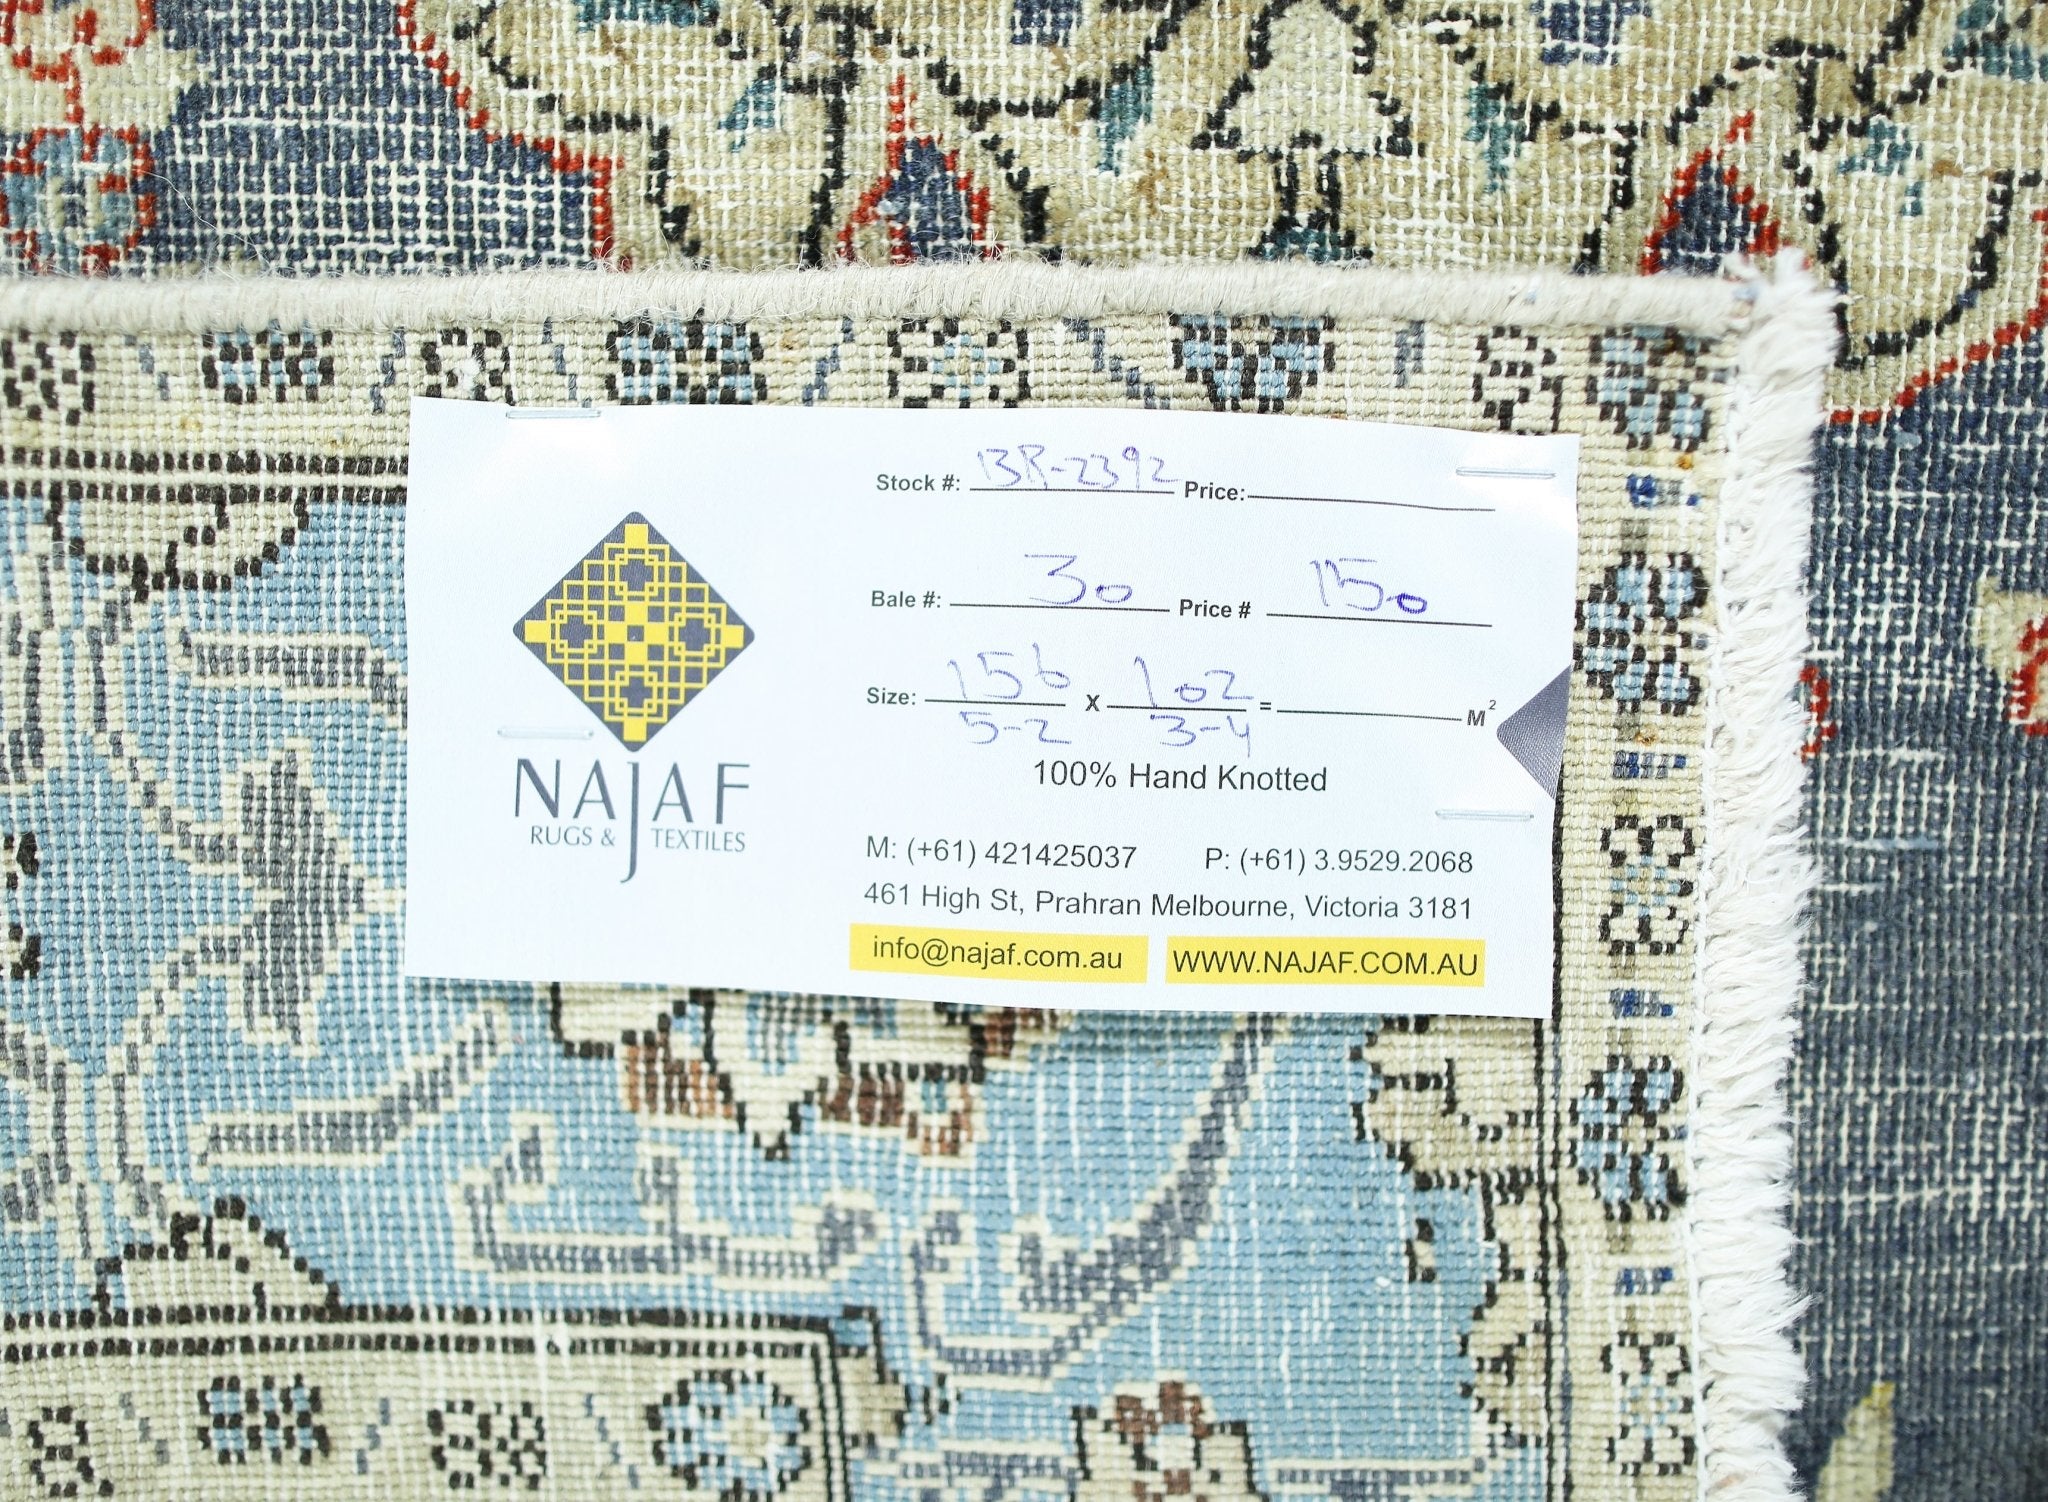 NAJAF
RUGS & TEXTILES
Stock #: BR-2392 Price:
Bale #: 30 Price # 150
Size: 156 x 102 = M²
5-2 3-4
100% Hand Knotted
M: (+61) 421425037 P: (+61) 3.9529.2068
461 High St, Prahran Melbourne, Victoria 3181
info@najaf.com.au WWW.NAJAF.COM.AU